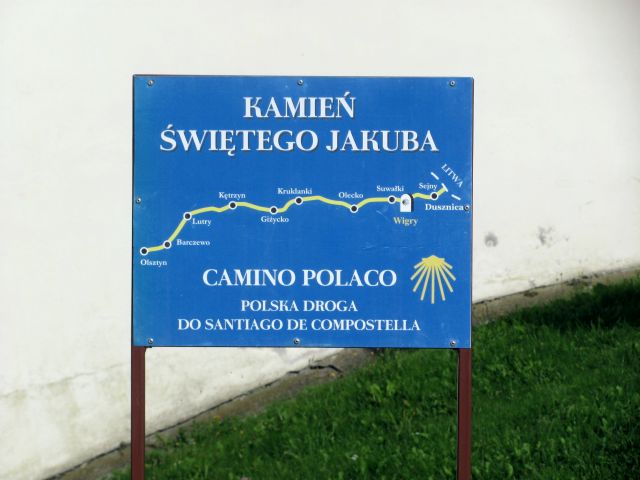 KAMIEŃ
ŚWIĘTEGO JAKUBA
LITWA
Olsztyn
Barczewo
Lutry
Kętrzyn
Giżycko
Kruklanki
Olecko
Suwałki
Wigry
Sejny
Dusznica
CAMINO POLACO
POLSKA DROGA
DO SANTIAGO DE COMPOSTELLA